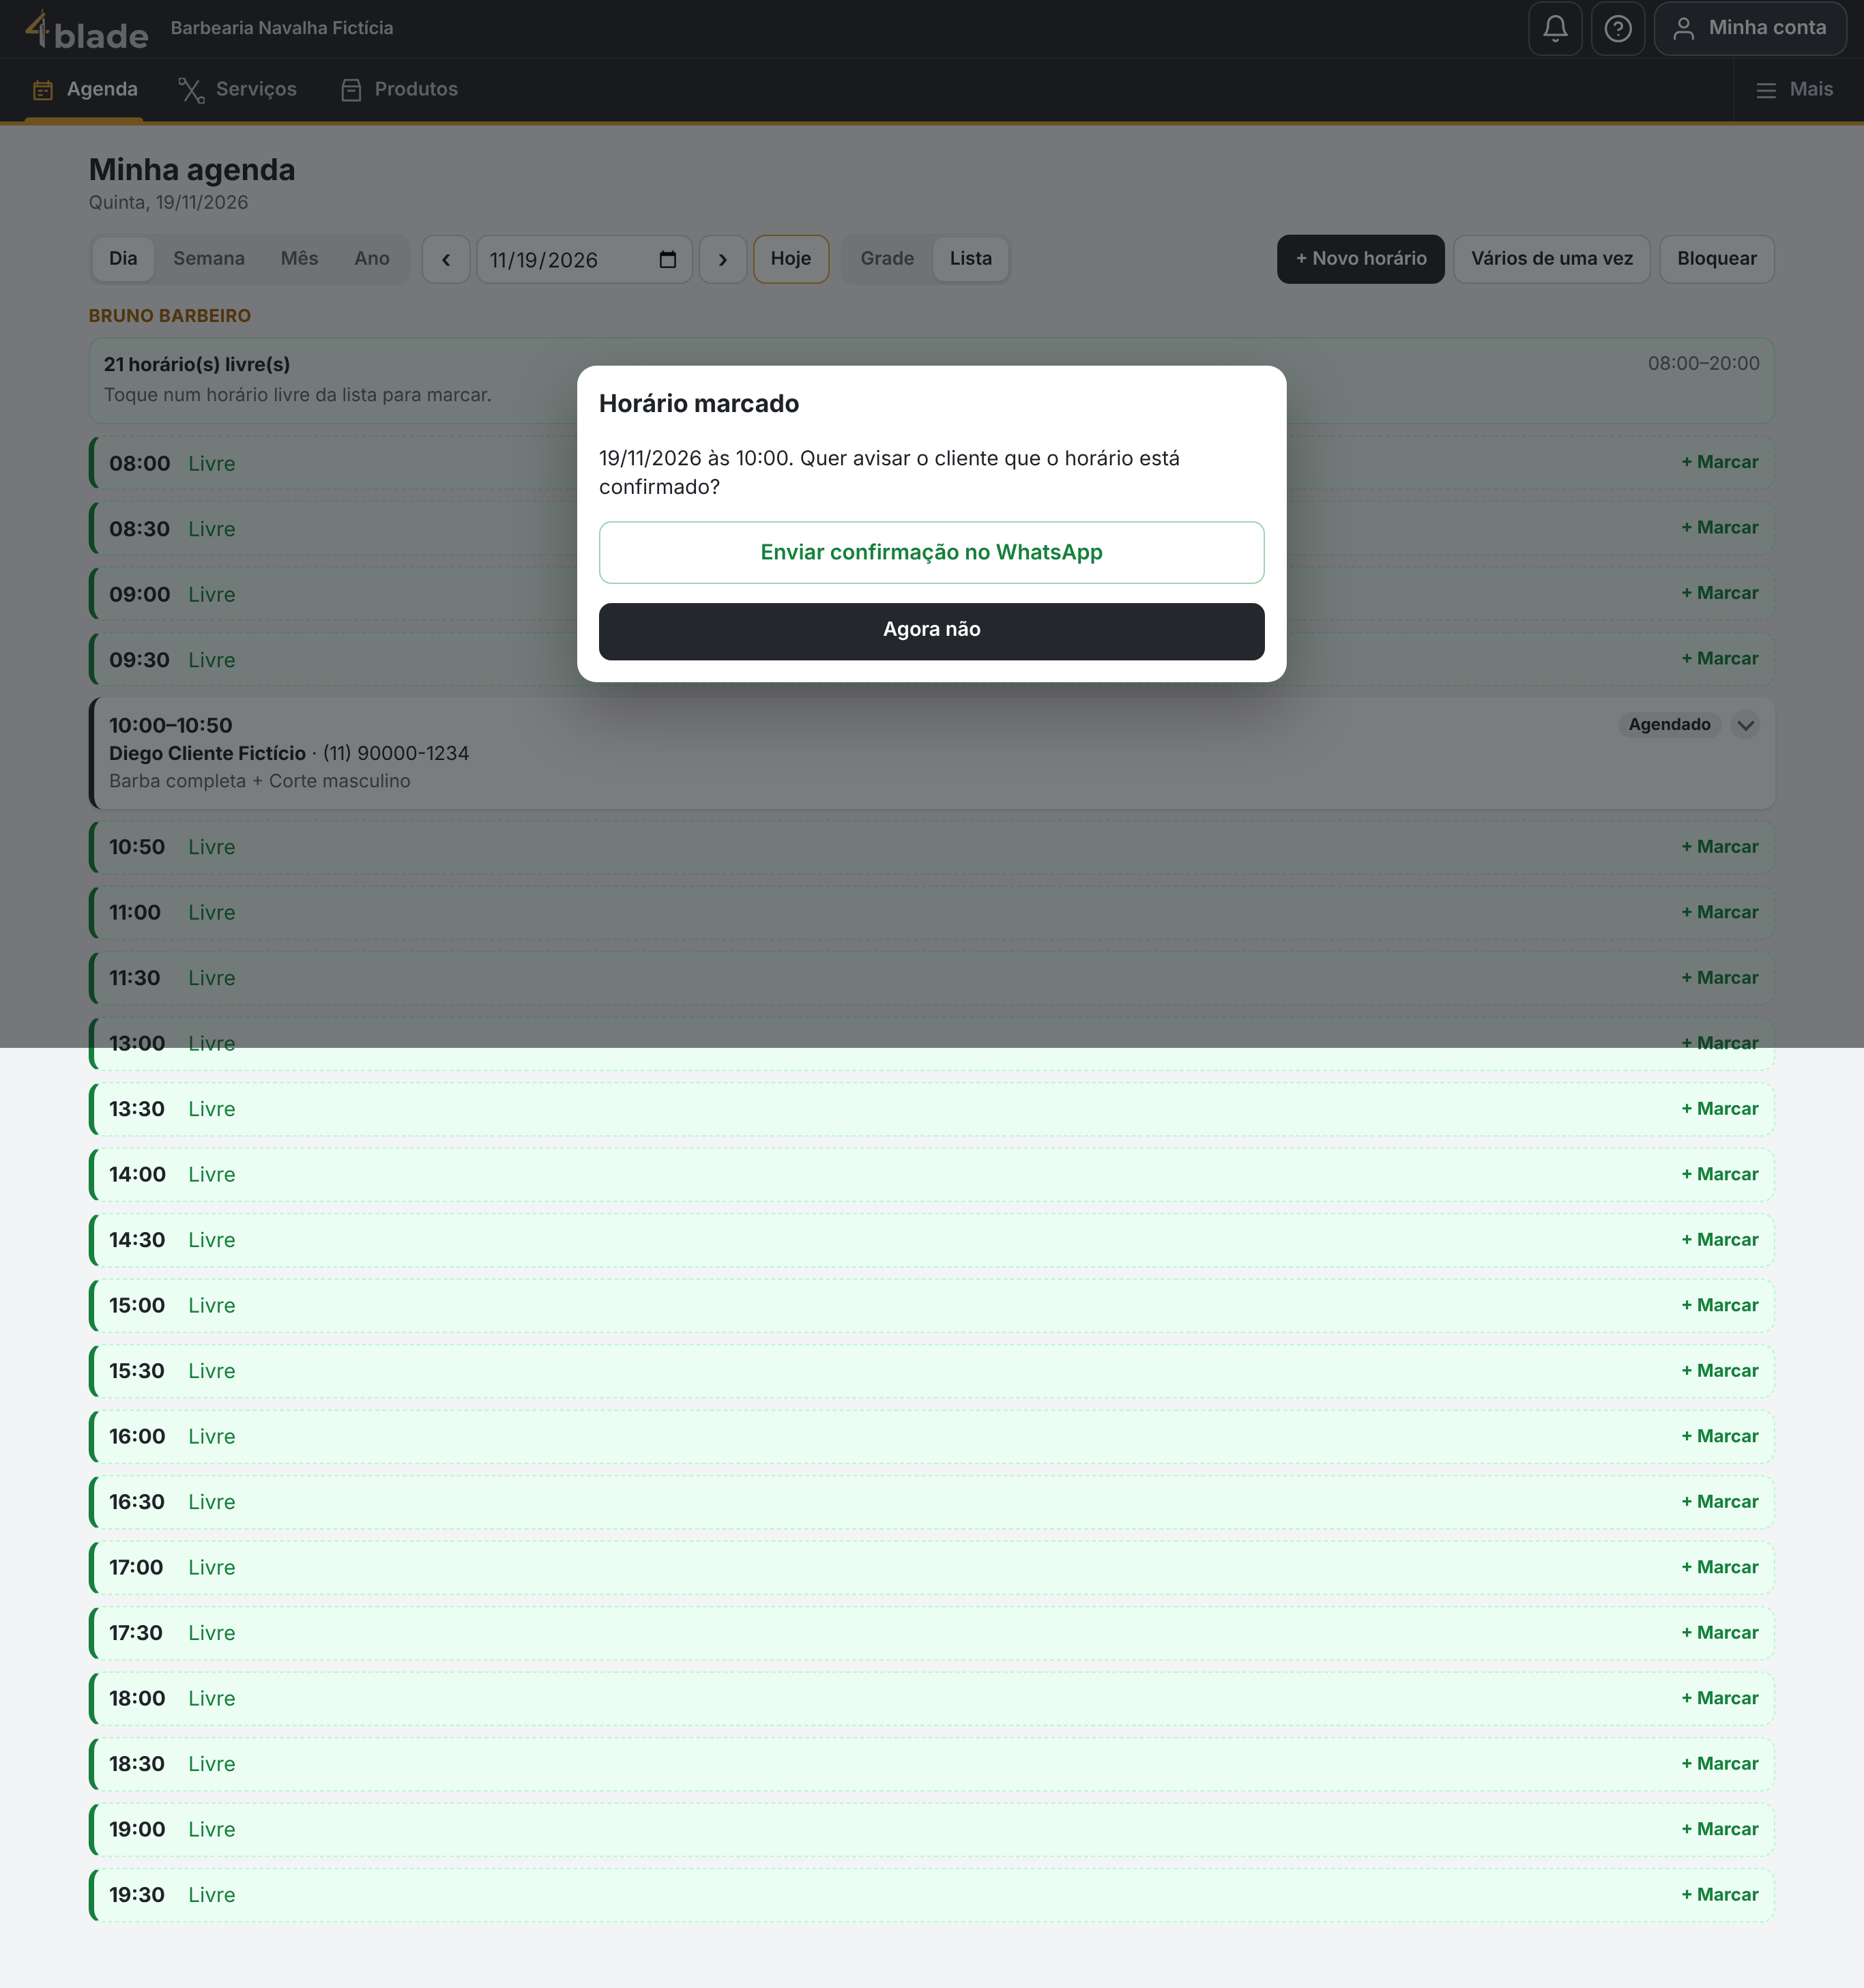 4blade Barbearia Navalha Fictícia Minha conta
Agenda Serviços Produtos Mais
Minha agenda
Quinta, 19/11/2026
Dia Semana Mês Ano ‹ 11/19/2026 › Hoje Grade Lista + Novo horário Vários de uma vez Bloquear
BRUNO BARBEIRO
21 horário(s) livre(s) 08:00–20:00
Toque num horário livre da lista para marcar.
Horário marcado
19/11/2026 às 10:00. Quer avisar o cliente que o horário está
confirmado?
Enviar confirmação no WhatsApp
Agora não
08:00 Livre + Marcar
08:30 Livre + Marcar
09:00 Livre + Marcar
09:30 Livre + Marcar
10:00–10:50 Agendado
Diego Cliente Fictício · (11) 90000-1234
Barba completa + Corte masculino
10:50 Livre + Marcar
11:00 Livre + Marcar
11:30 Livre + Marcar
13:00 Livre + Marcar
13:30 Livre + Marcar
14:00 Livre + Marcar
14:30 Livre + Marcar
15:00 Livre + Marcar
15:30 Livre + Marcar
16:00 Livre + Marcar
16:30 Livre + Marcar
17:00 Livre + Marcar
17:30 Livre + Marcar
18:00 Livre + Marcar
18:30 Livre + Marcar
19:00 Livre + Marcar
19:30 Livre + Marcar